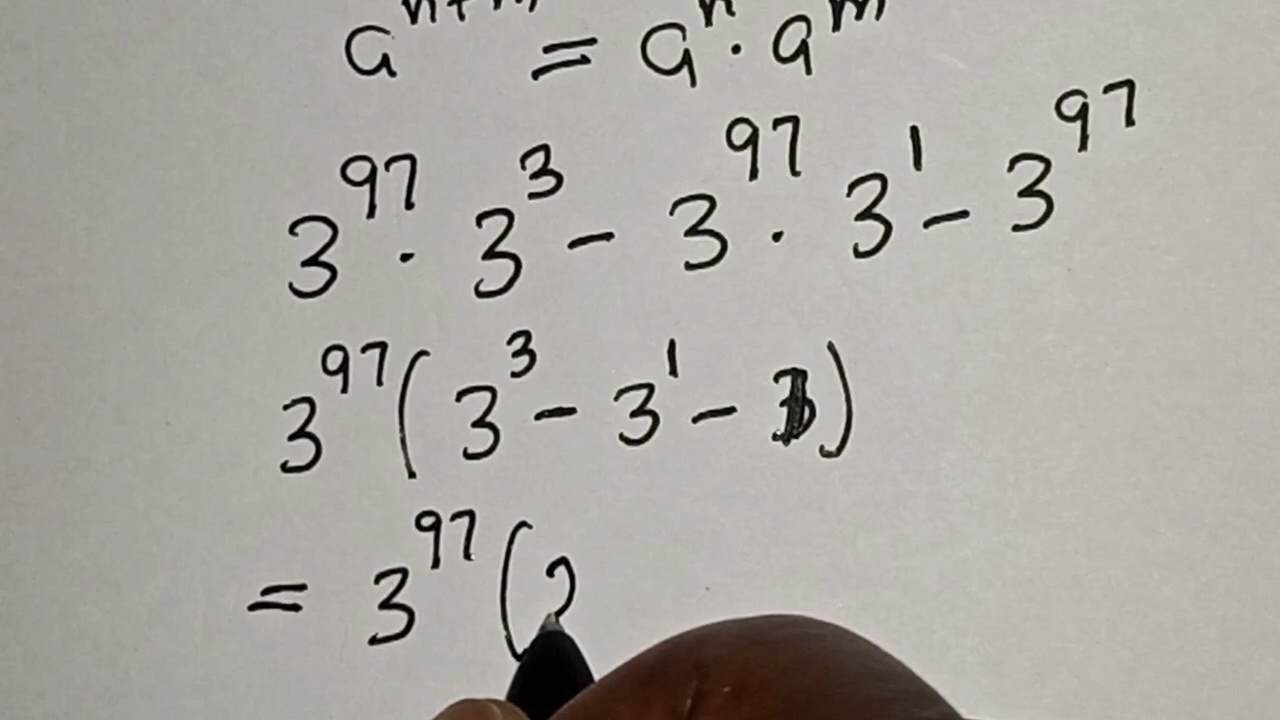 a^{n+m} = a^n · a^m
3^{97} · 3^3 - 3^{97} · 3^1 - 3^{97}
3^{97}(3^3 - 3^1 - 1)
= 3^{97}(2